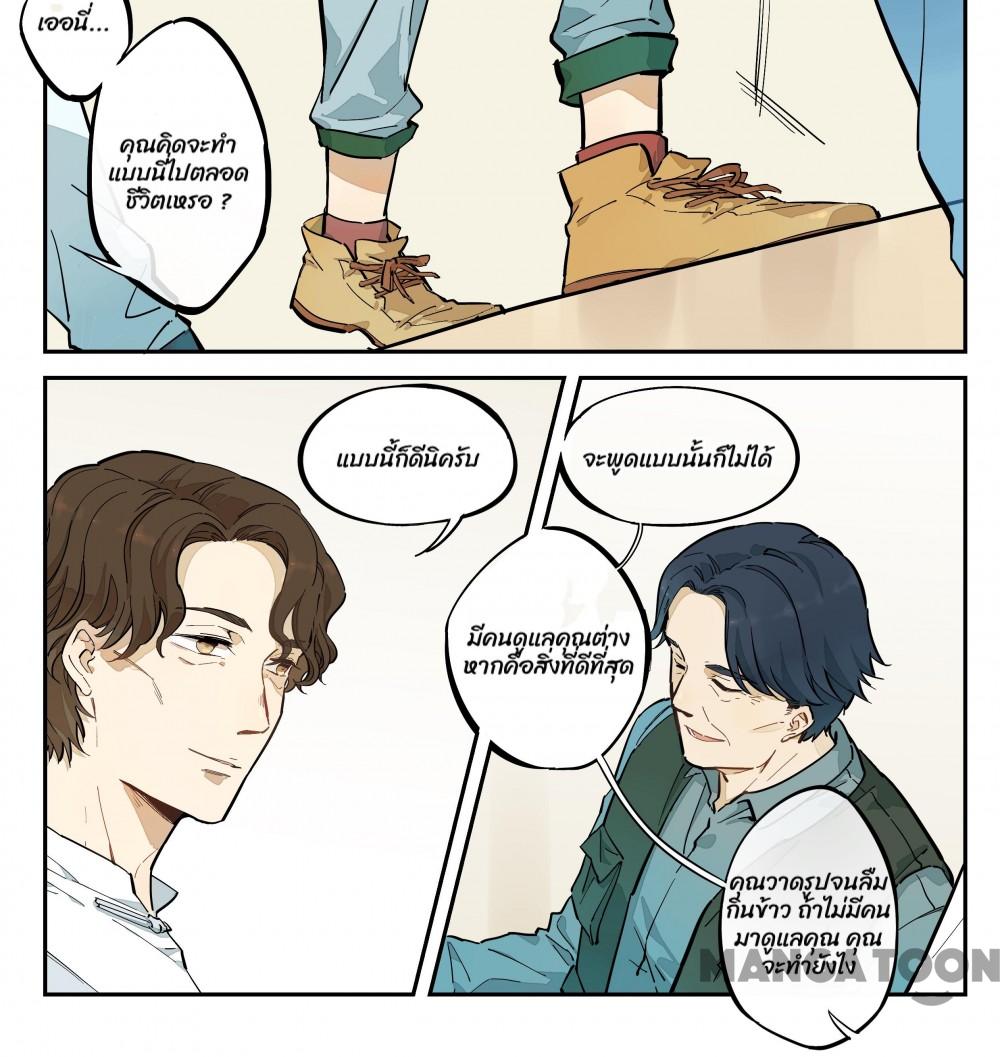 เออนี่...
คุณคิดจะทำ
แบบนี้ไปตลอด
ชีวิตเหรอ ?
แบบนี้ก็ดีนิครับ
จะพูดแบบนั้นก็ไม่ได้
มีคนดูแลคุณต่าง
หากคือสิ่งที่ดีที่สุด
คุณวาดรูปจนลืม
กินข้าว ถ้าไม่มีคน
มาดูแลคุณ คุณ
จะทำยังไง
MANGATOON